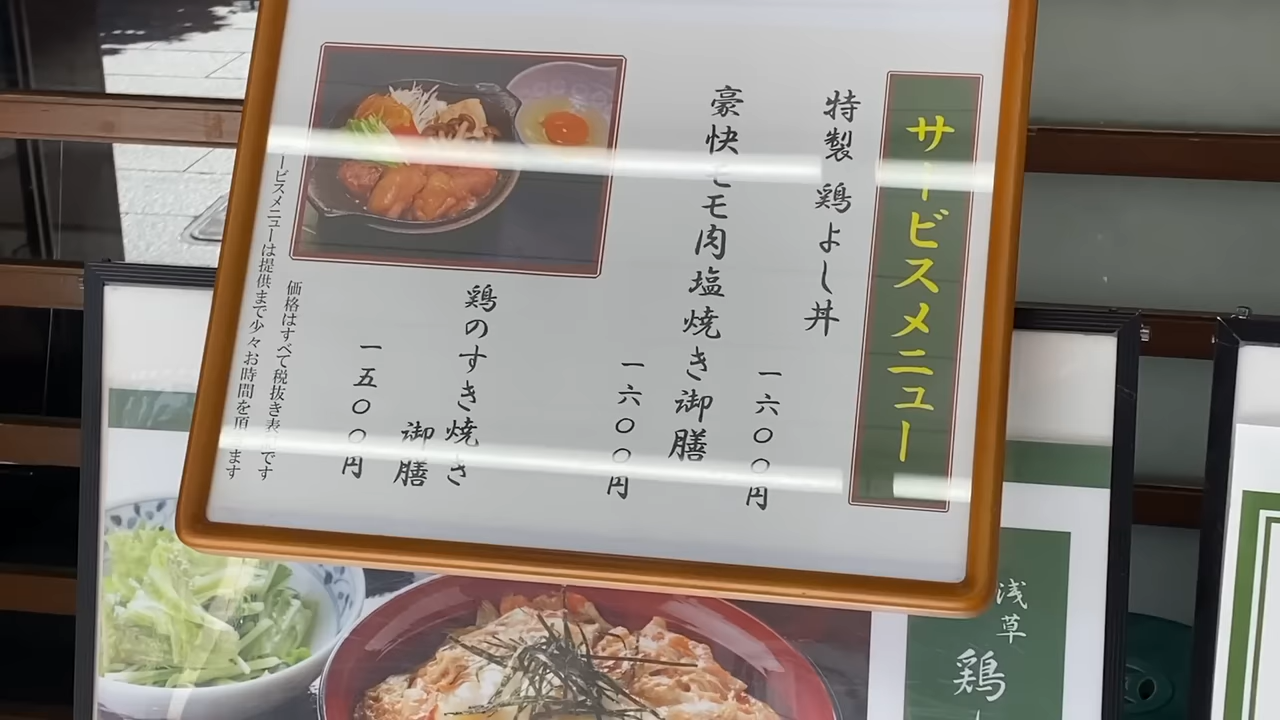 サービスメニュー
特製 鶏よし丼
一六〇〇円
豪快モモ肉塩焼き御膳
一六〇〇円
鶏のすき焼き
御膳
一五〇〇円
価格はすべて税抜き表示です
ービスメニューは提供まで少々お時間を頂きます
浅草
鶏